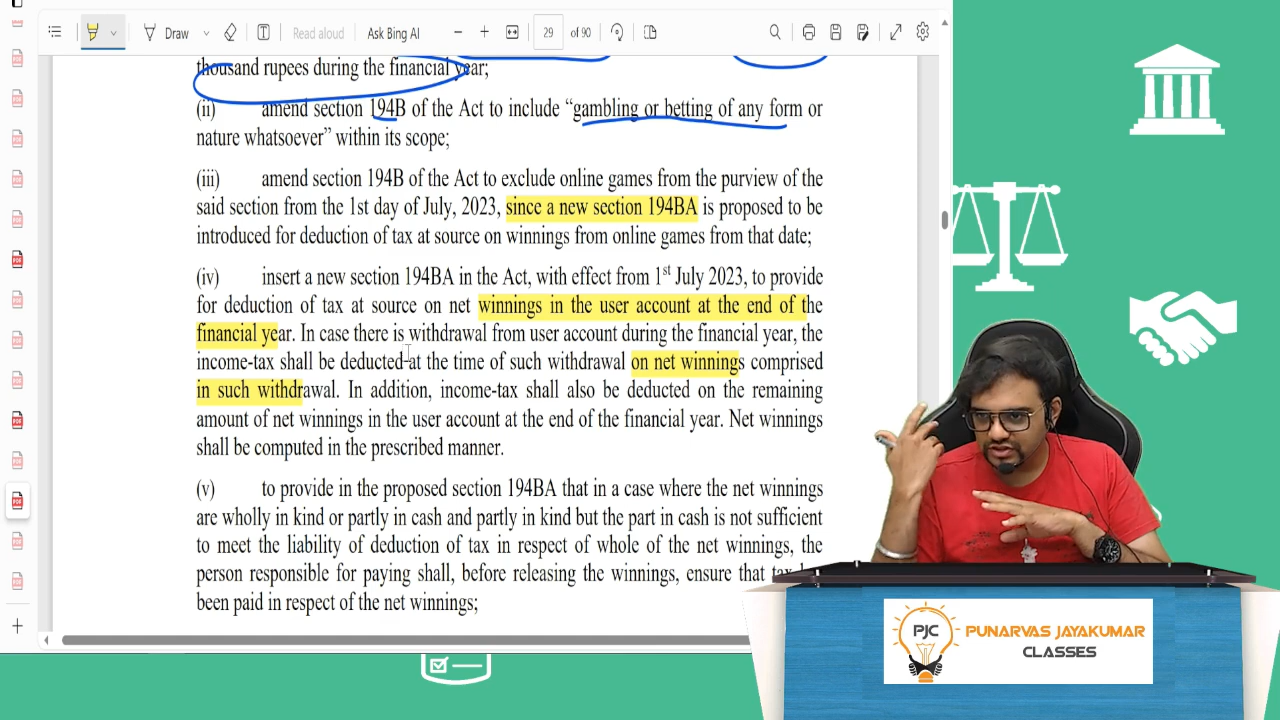 Draw
Read aloud
Ask Bing AI
29
of 90
thousand rupees during the financial year;
(ii) amend section 194B of the Act to include “gambling or betting of any form or
nature whatsoever” within its scope;
(iii) amend section 194B of the Act to exclude online games from the purview of the
said section from the 1st day of July, 2023, since a new section 194BA is proposed to be
introduced for deduction of tax at source on winnings from online games from that date;
(iv) insert a new section 194BA in the Act, with effect from 1st July 2023, to provide
for deduction of tax at source on net winnings in the user account at the end of the
financial year. In case there is withdrawal from user account during the financial year, the
income-tax shall be deducted at the time of such withdrawal on net winnings comprised
in such withdrawal. In addition, income-tax shall also be deducted on the remaining
amount of net winnings in the user account at the end of the financial year. Net winnings
shall be computed in the prescribed manner.
(v) to provide in the proposed section 194BA that in a case where the net winnings
are wholly in kind or partly in cash and partly in kind but the part in cash is not sufficient
to meet the liability of deduction of tax in respect of whole of the net winnings, the
person responsible for paying shall, before releasing the winnings, ensure that tax
been paid in respect of the net winnings;
PJC
PUNARVAS JAYAKUMAR
CLASSES